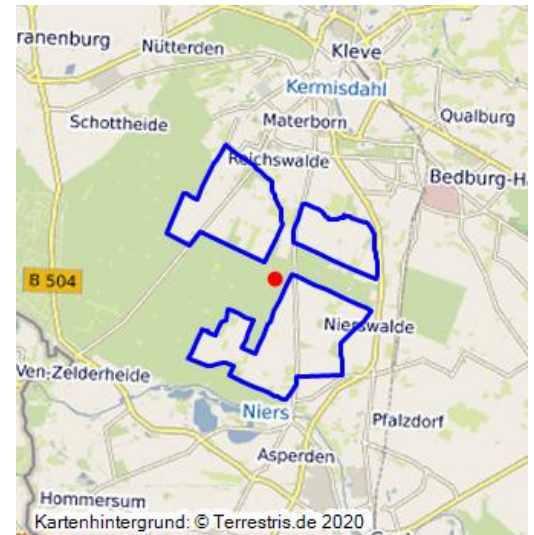 ranenburg
Nütterden
Kleve
Kermisdahl
Schottheide
Materborn
Qualburg
Reichswalde
Bedburg-H
B 504
Nierswalde
Ven-Zelderheide
Niers
Pfalzdorf
Asperden
Hommersum
Kartenhintergrund: © Terrestris.de 2020